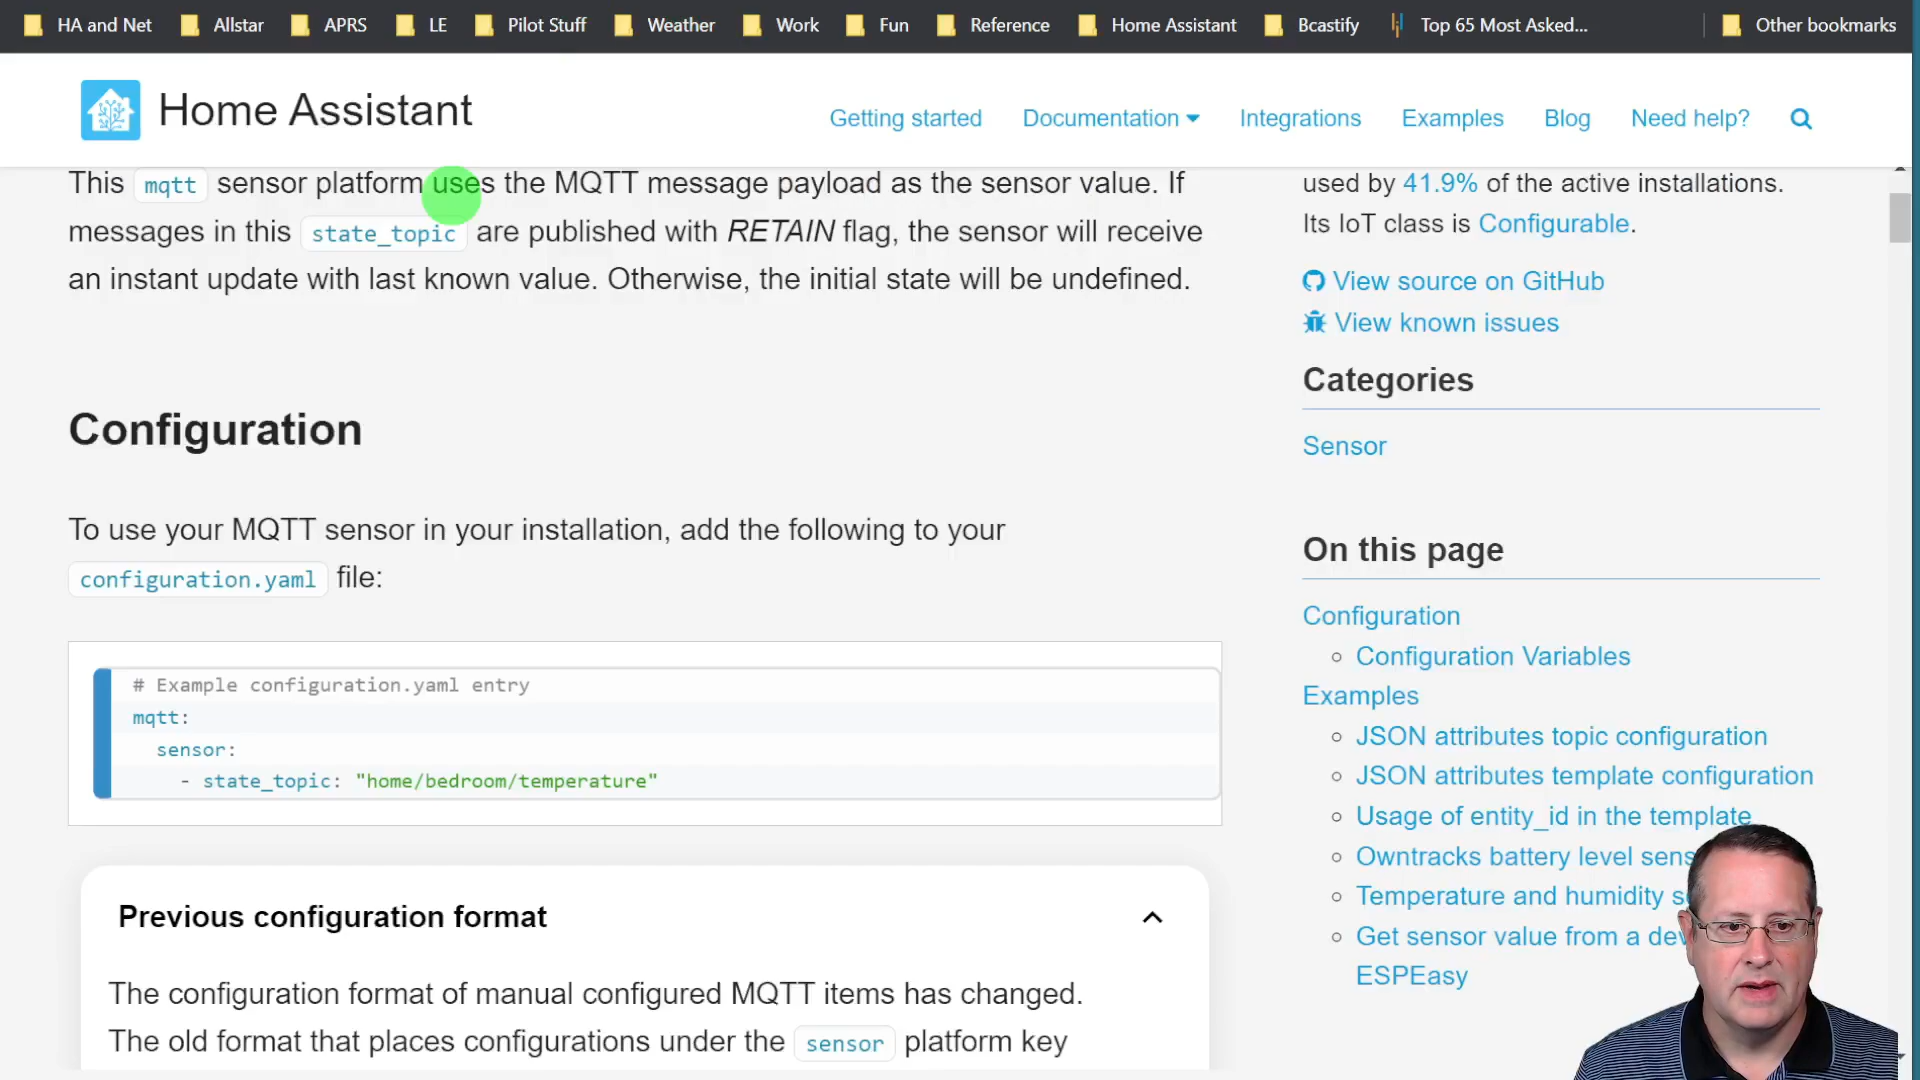 HA and Net Allstar APRS LE Pilot Stuff Weather Work Fun Reference Home Assistant Bcastify Top 65 Most Asked... Other bookmarks
Home Assistant
Getting started Documentation Integrations Examples Blog Need help?
This mqtt sensor platform uses the MQTT message payload as the sensor value. If
messages in this state_topic are published with RETAIN flag, the sensor will receive
an instant update with last known value. Otherwise, the initial state will be undefined.
Configuration
To use your MQTT sensor in your installation, add the following to your
configuration.yaml file:
# Example configuration.yaml entry
mqtt:
sensor:
- state_topic: "home/bedroom/temperature"
Previous configuration format
The configuration format of manual configured MQTT items has changed.
The old format that places configurations under the sensor platform key
used by 41.9% of the active installations.
Its IoT class is Configurable.
View source on GitHub
View known issues
Categories
Sensor
On this page
Configuration
Configuration Variables
Examples
JSON attributes topic configuration
JSON attributes template configuration
Usage of entity_id in the template
Owntracks battery level sens
Temperature and humidity s
Get sensor value from a dev
ESPEasy